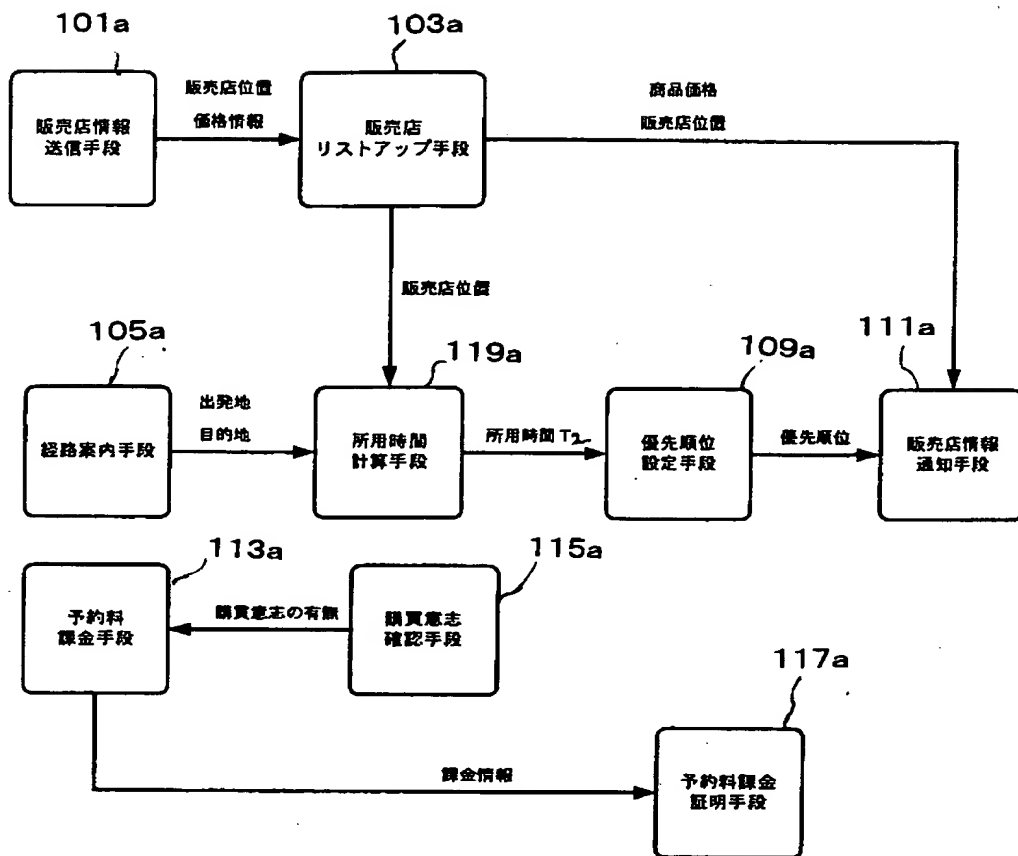 101a
103a
販売店情報
送信手段
販売店位置
価格情報
販売店
リストアップ手段
商品価格
販売店位置
販売店位置
105a
119a
109a
111a
経路案内手段
出発地
目的地
所用時間
計算手段
所用時間 T2
優先順位
設定手段
優先順位
販売店情報
通知手段
113a
115a
予約料
課金手段
購買意志の有無
購買意志
確認手段
117a
課金情報
予約料課金
証明手段